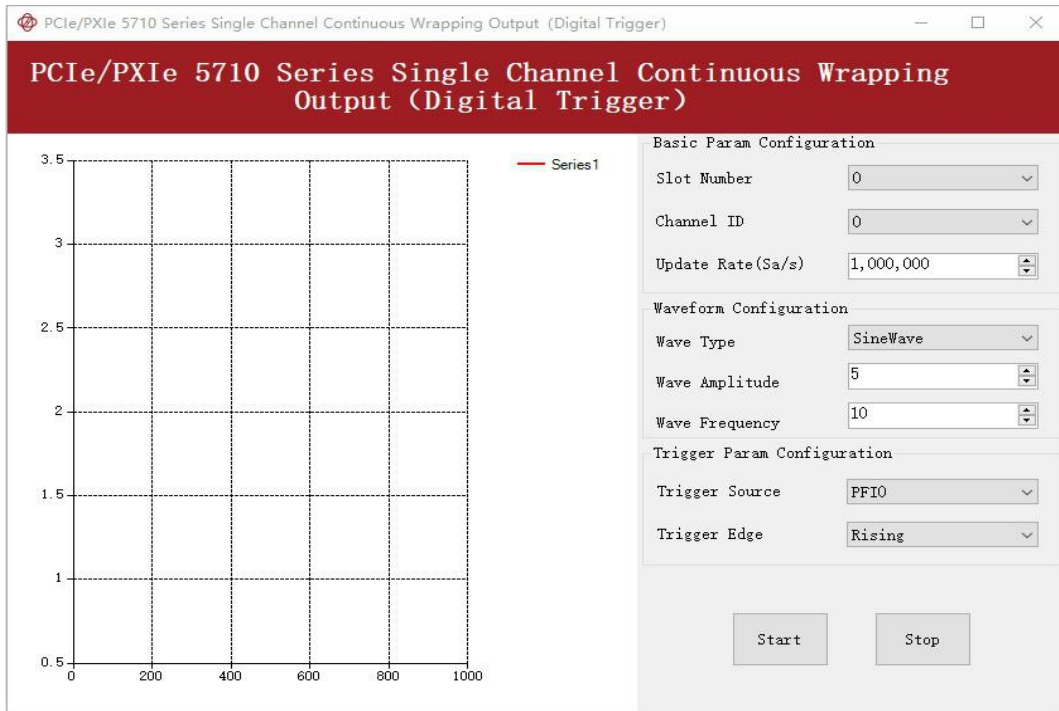 PCIe/PXIe 5710 Series Single Channel Continuous Wrapping Output (Digital Trigger)
PCIe/PXIe 5710 Series Single Channel Continuous Wrapping
Output (Digital Trigger)
3.5
3
2.5
2
1.5
1
0.5
0
200
400
600
800
1000
Series1
Basic Param Configuration
Slot Number
0
Channel ID
0
Update Rate(Sa/s)
1,000,000
Waveform Configuration
Wave Type
SineWave
Wave Amplitude
5
Wave Frequency
10
Trigger Param Configuration
Trigger Source
PFI0
Trigger Edge
Rising
Start
Stop